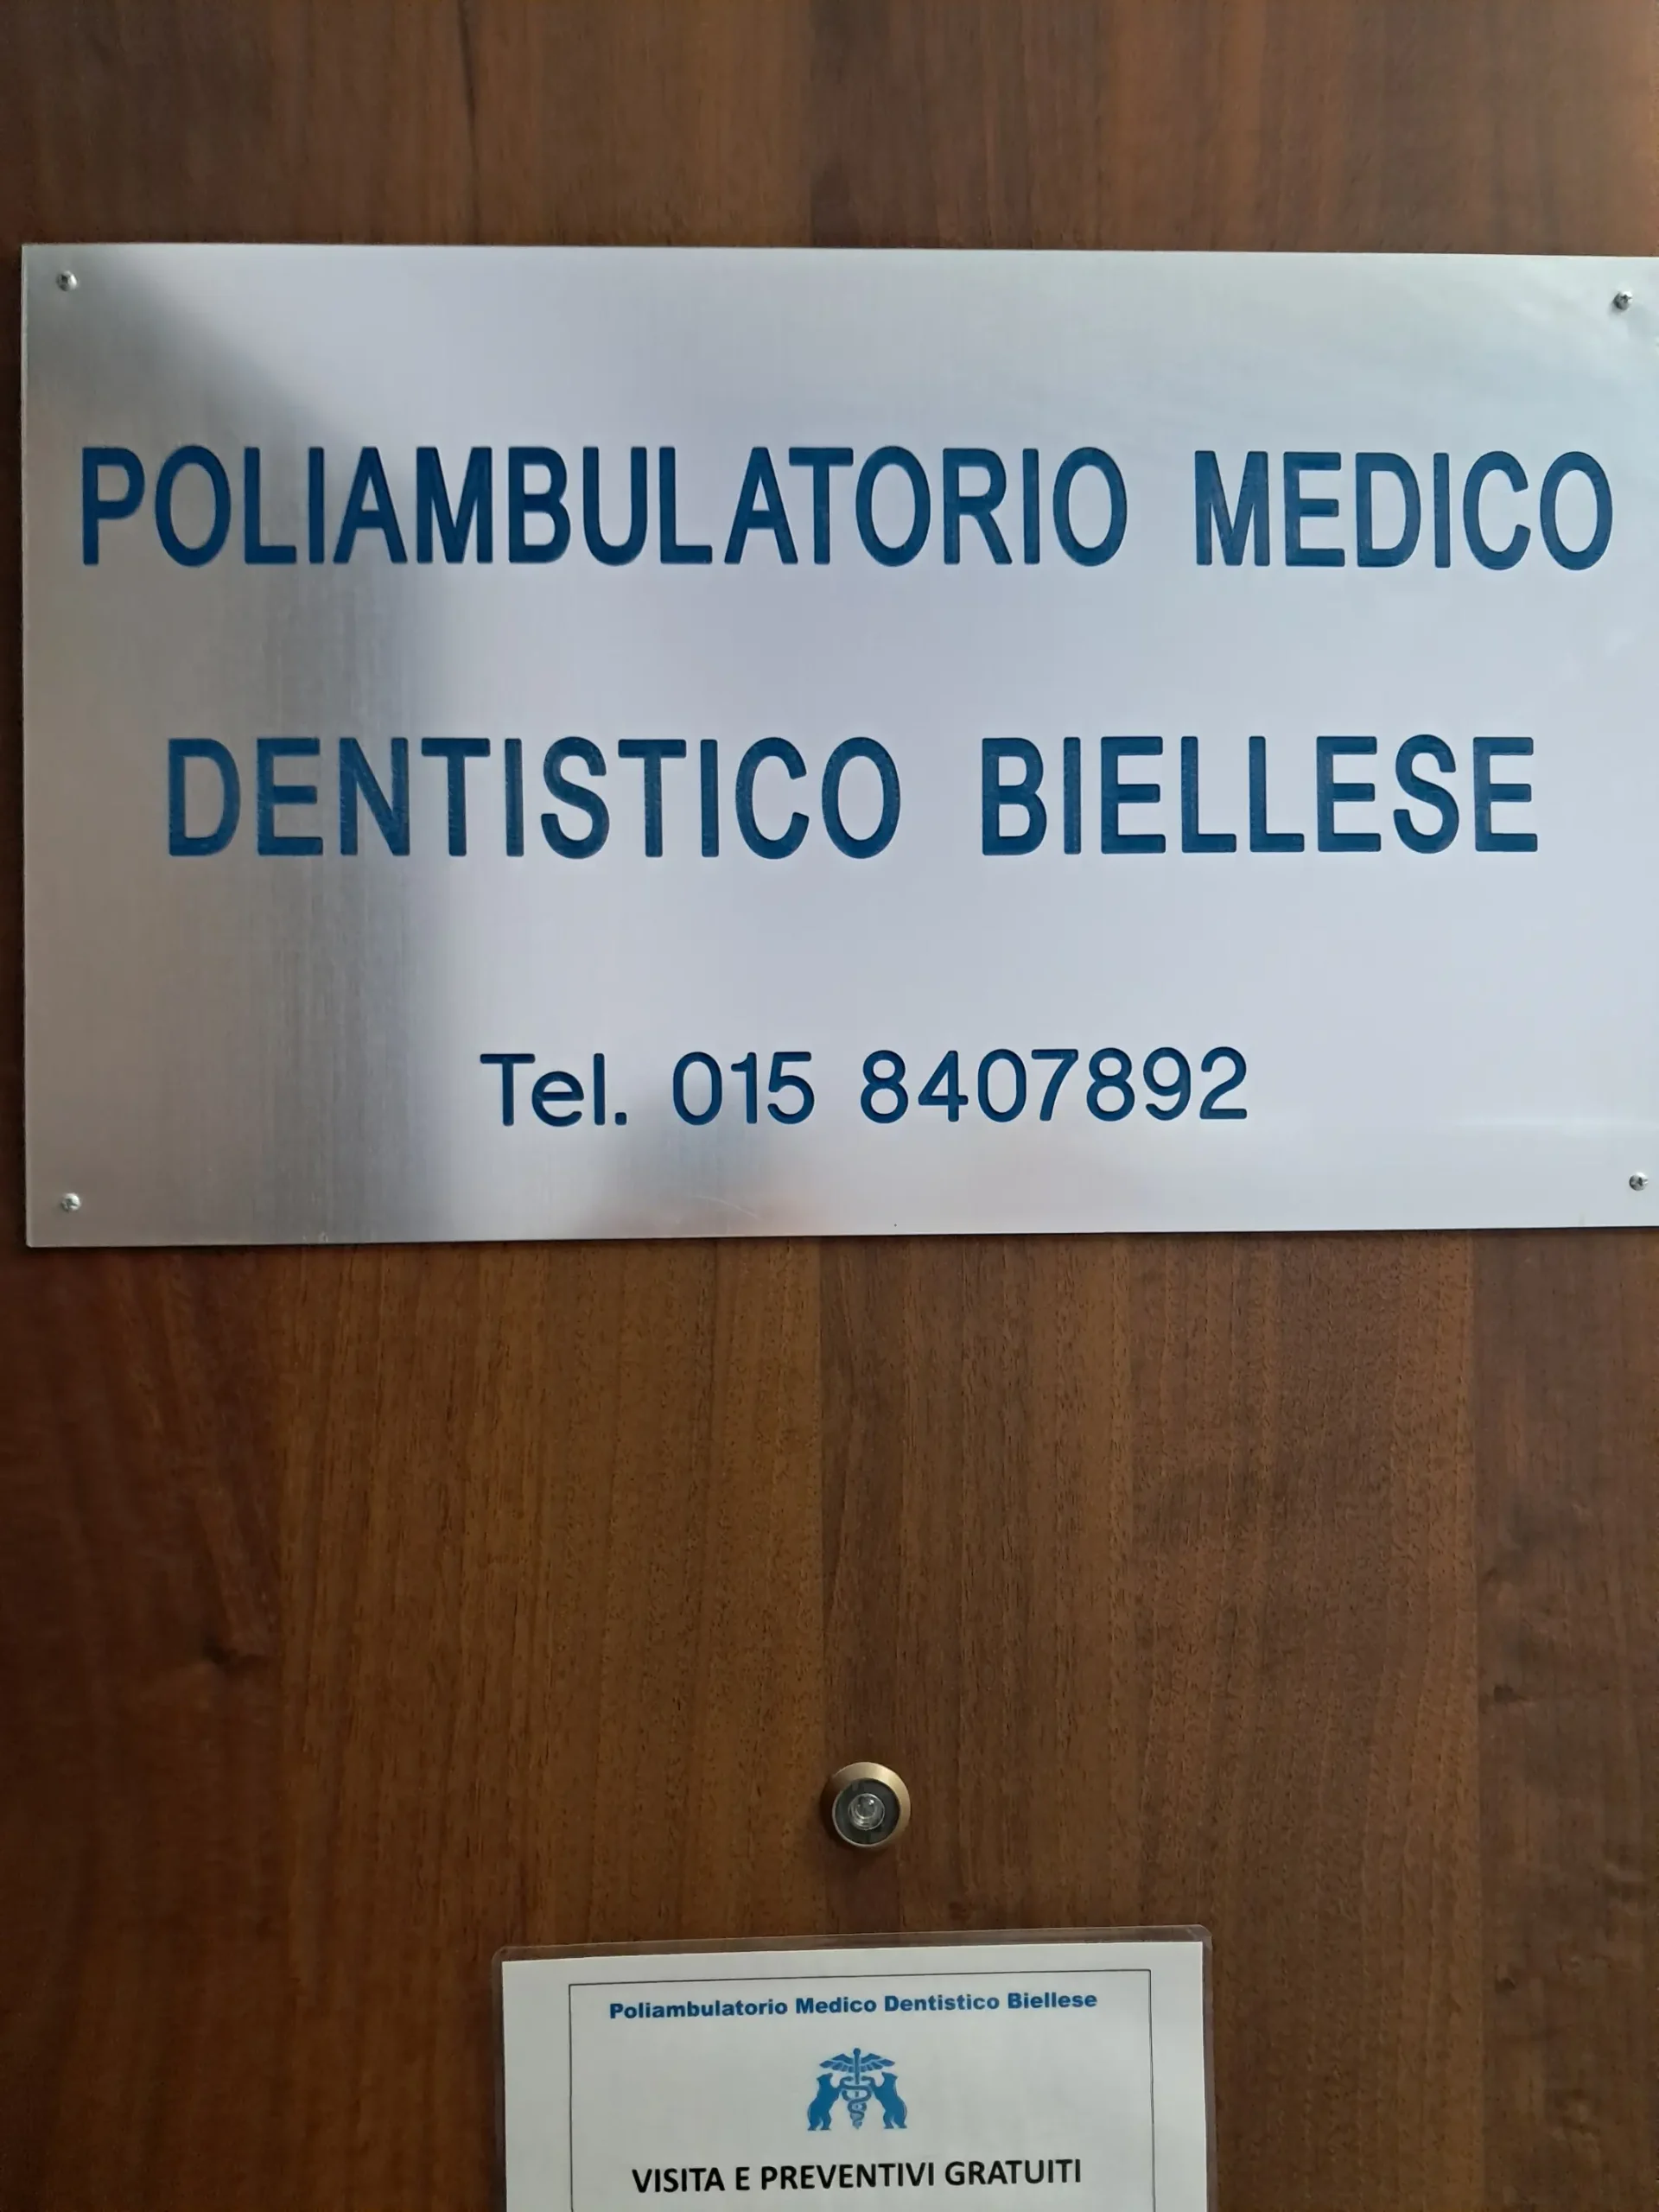 POLIAMBULATORIO MEDICO
DENTISTICO BIELLESE
Tel. 015 8407892
Poliambulatorio Medico Dentistico Biellese
VISITA E PREVENTIVI GRATUITI